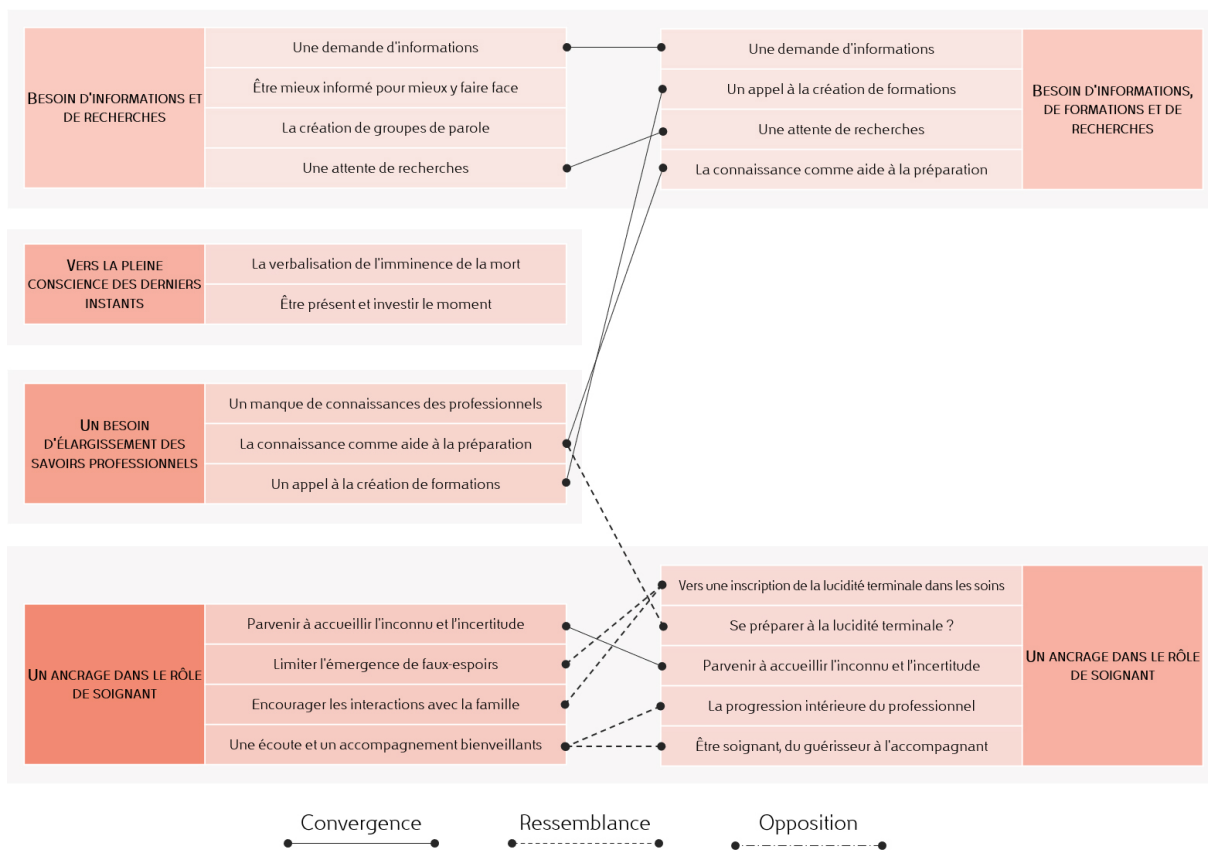 BESOIN D'INFORMATIONS ET
DE RECHERCHES
Une demande d'informations
Être mieux informé pour mieux y faire face
La création de groupes de parole
Une attente de recherches
Une demande d'informations
Un appel à la création de formations
Une attente de recherches
La connaissance comme aide à la préparation
BESOIN D'INFORMATIONS,
DE FORMATIONS ET DE
RECHERCHES
VERS LA PLEINE
CONSCIENCE DES DERNIERS
INSTANTS
La verbalisation de l'imminence de la mort
Être présent et investir le moment
UN BESOIN
D'ÉLARGISSEMENT DES
SAVOIRS PROFESSIONNELS
Un manque de connaissances des professionnels
La connaissance comme aide à la préparation
Un appel à la création de formations
UN ANCRAGE DANS LE RÔLE
DE SOIGNANT
Parvenir à accueillir l'inconnu et l'incertitude
Limiter l'émergence de faux-espoirs
Encourager les interactions avec la famille
Une écoute et un accompagnement bienveillants
Vers une inscription de la lucidité terminale dans les soins
Se préparer à la lucidité terminale ?
Parvenir à accueillir l'inconnu et l'incertitude
La progression intérieure du professionnel
Être soignant, du guérisseur à l'accompagnant
UN ANCRAGE DANS LE RÔLE
DE SOIGNANT
Convergence
Ressemblance
Opposition